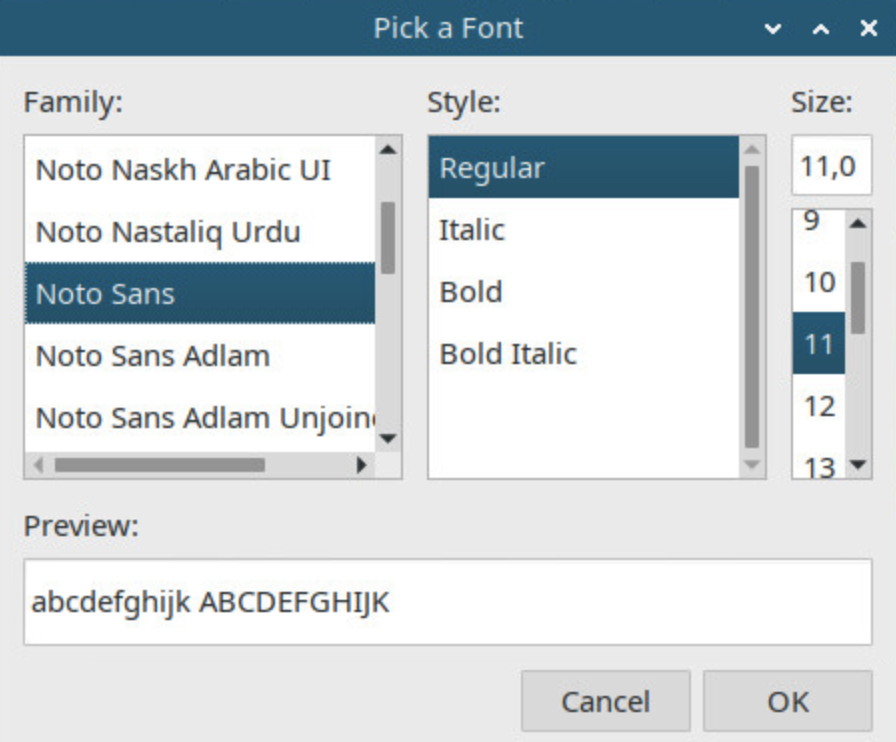 Pick a Font
Family:
Noto Naskh Arabic UI
Noto Nastaliq Urdu
Noto Sans
Noto Sans Adlam
Noto Sans Adlam Unjoin
Style:
Regular
Italic
Bold
Bold Italic
Size:
11,0
9
10
11
12
13
Preview:
abcdefghijk ABCDEFGHIJK
Cancel OK